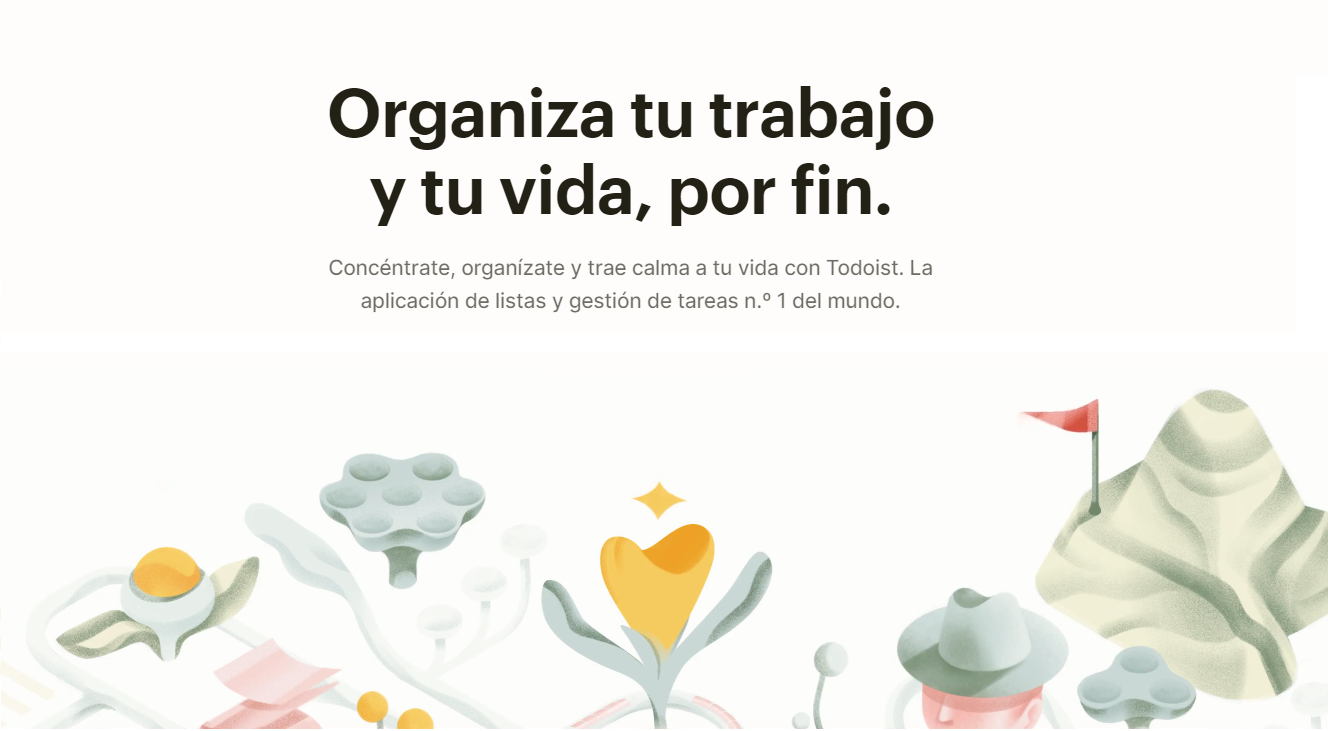 Organiza tu trabajo
y tu vida, por fin.
Concéntrate, organízate y trae calma a tu vida con Todoist. La
aplicación de listas y gestión de tareas n.º 1 del mundo.